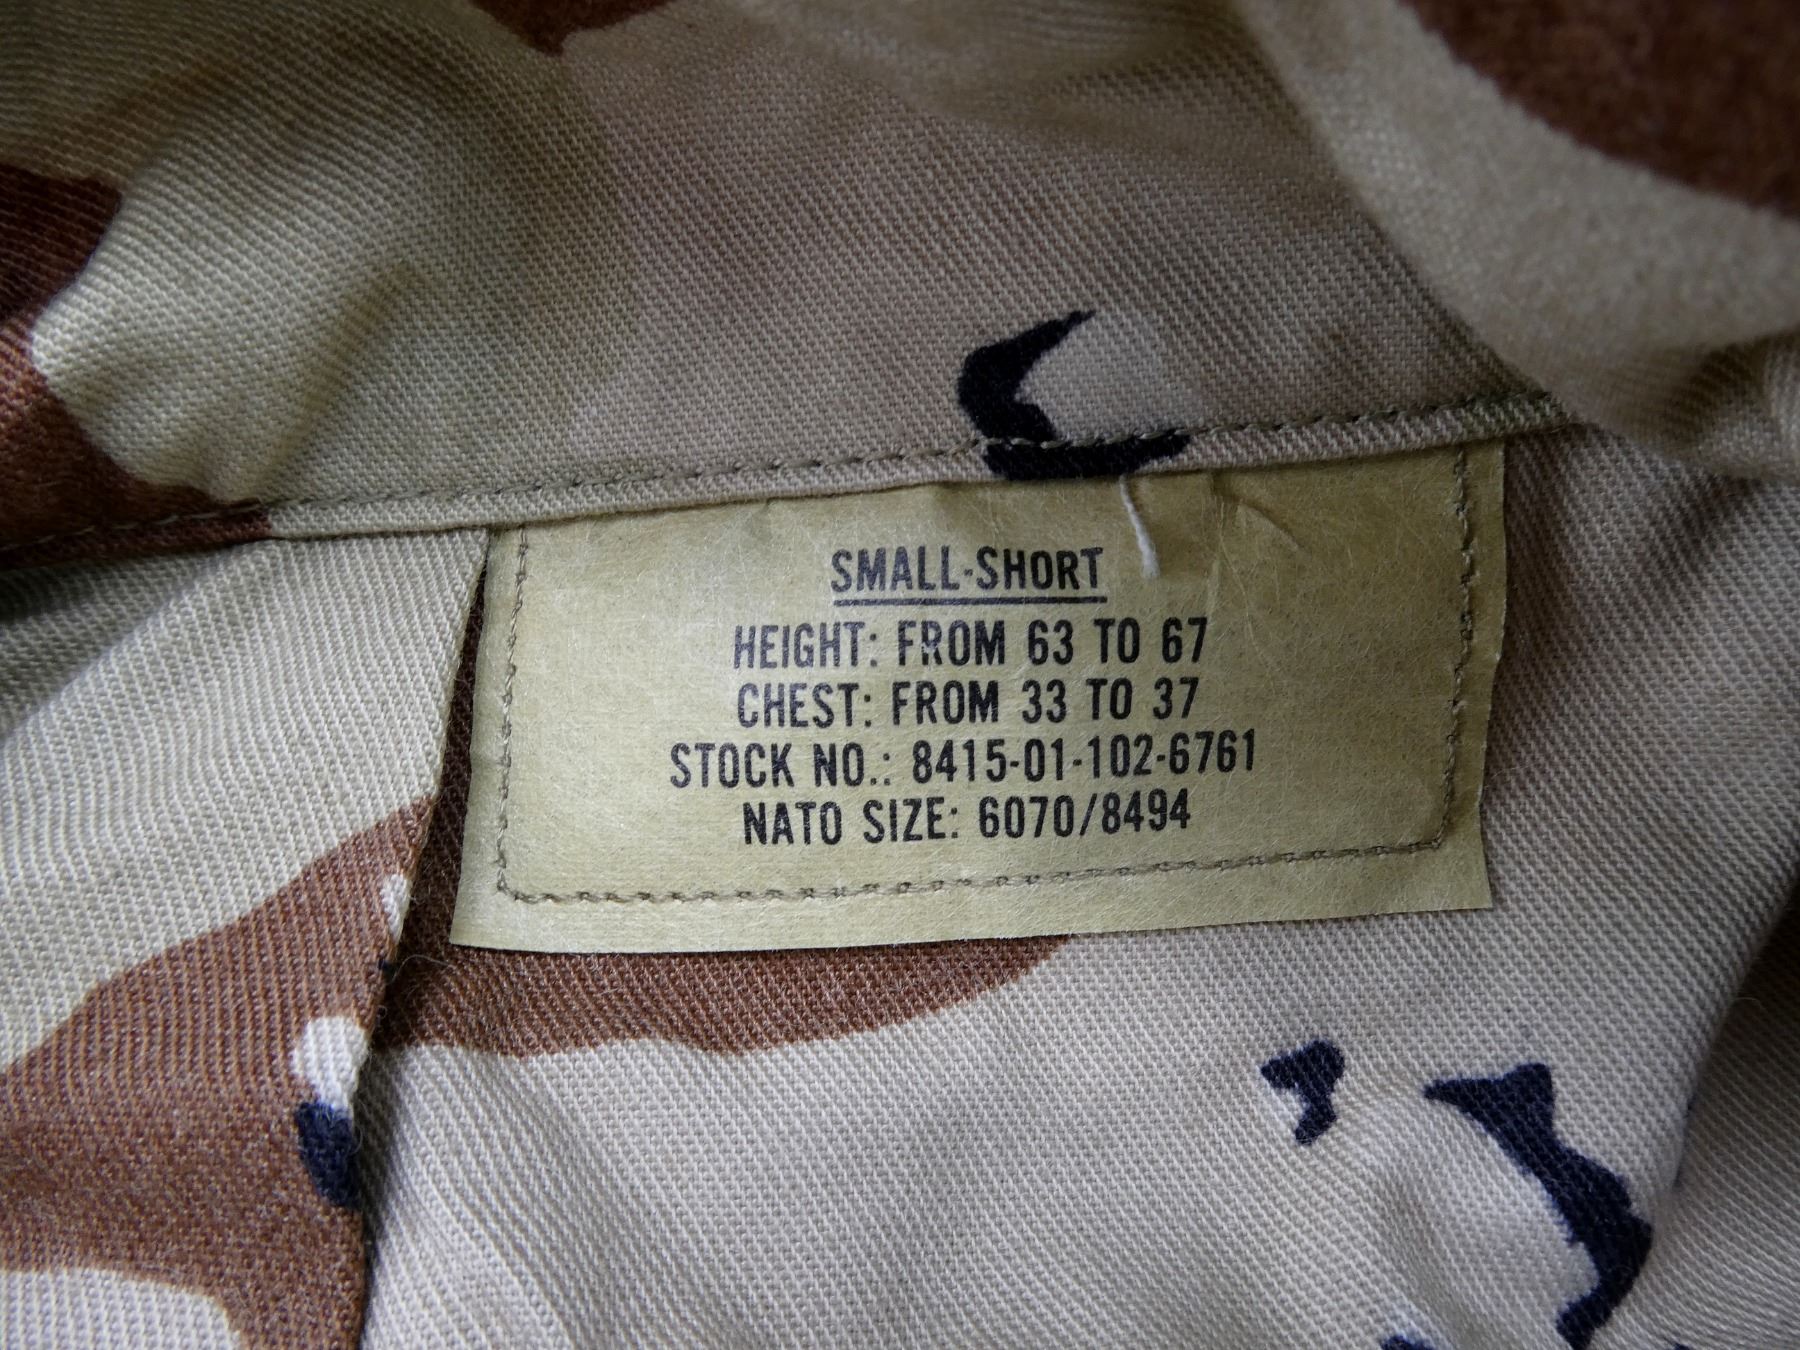 SMALL-SHORT
HEIGHT: FROM 63 TO 67
CHEST: FROM 33 TO 37
STOCK NO.: 8415-01-102-6761
NATO SIZE: 6070/8494